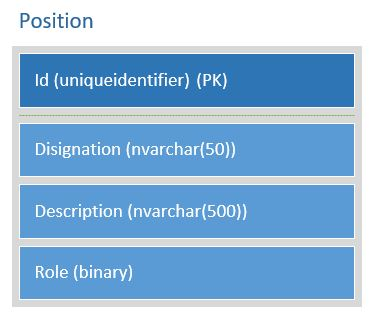 Position
Id (uniqueidentifier) (PK)
Disignation (nvarchar(50))
Description (nvarchar(500))
Role (binary)